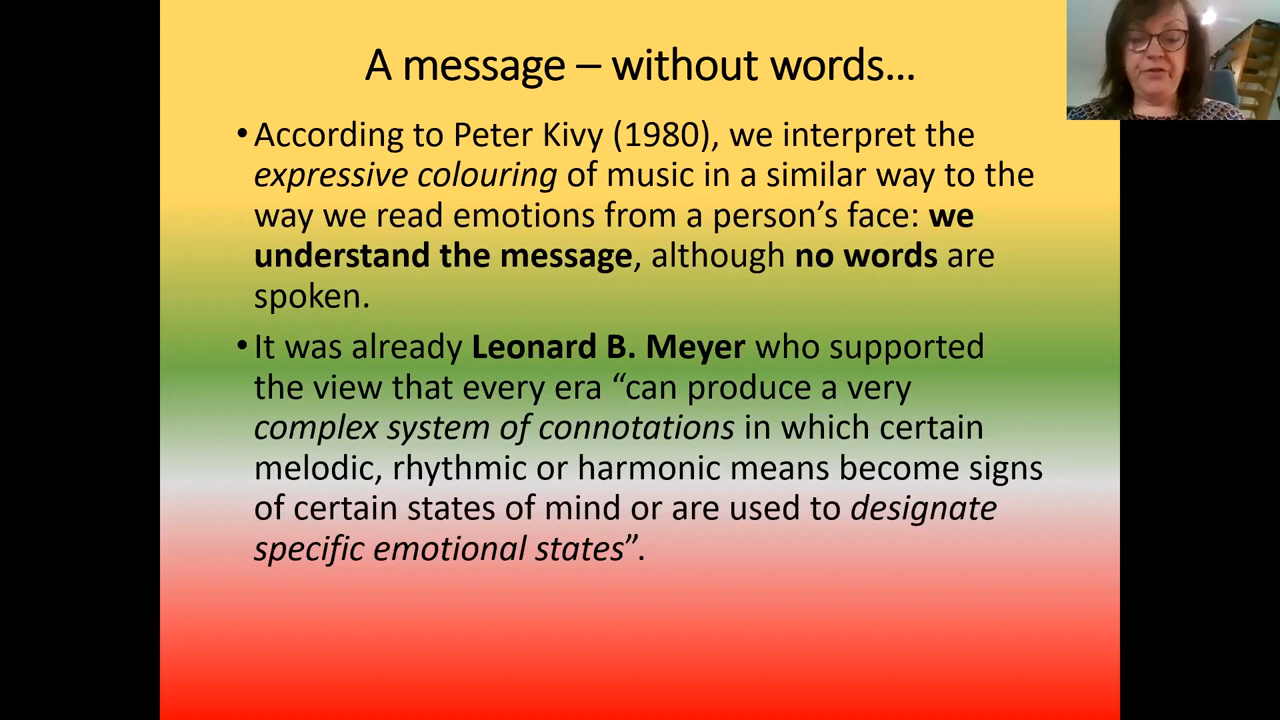 A message – without words...
•According to Peter Kivy (1980), we interpret the
expressive colouring of music in a similar way to the
way we read emotions from a person’s face: we
understand the message, although no words are
spoken.
•It was already Leonard B. Meyer who supported
the view that every era “can produce a very
complex system of connotations in which certain
melodic, rhythmic or harmonic means become signs
of certain states of mind or are used to designate
specific emotional states”.